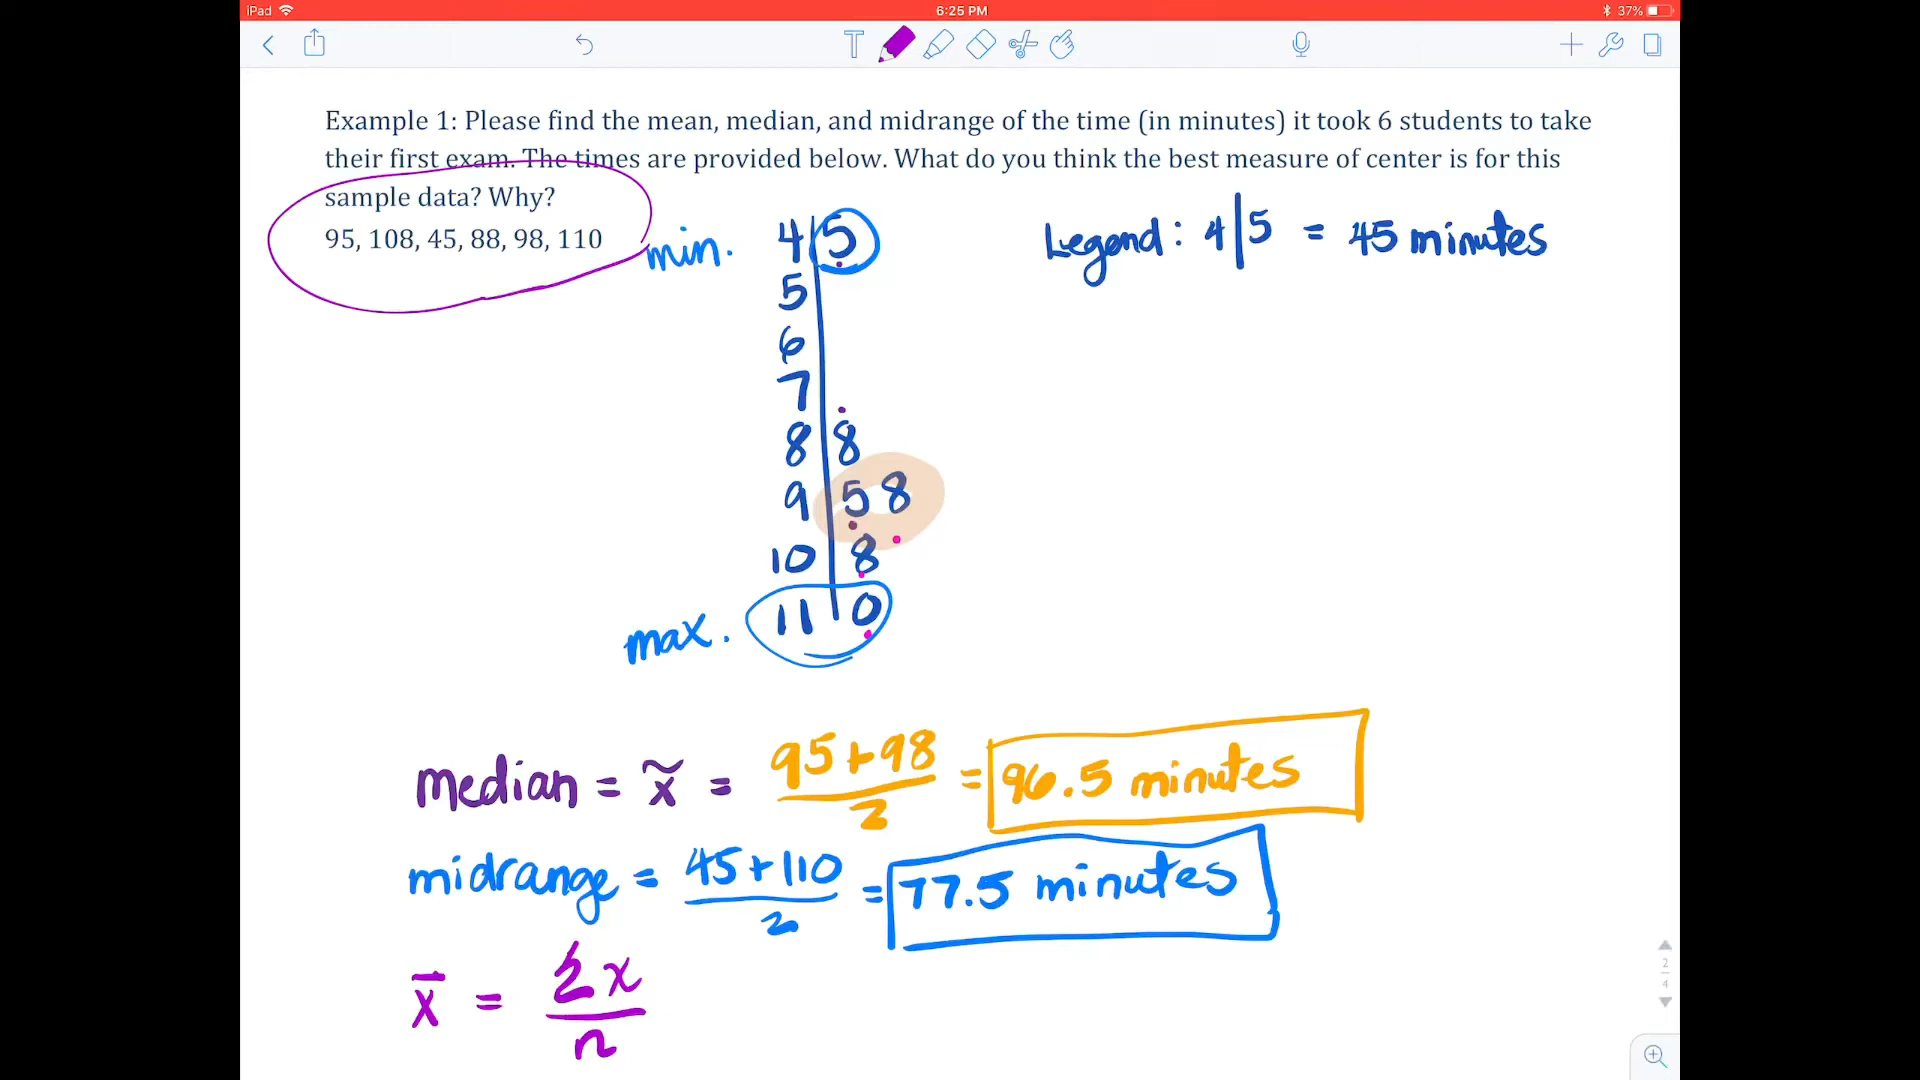 iPad 6:25 PM 37%
Example 1: Please find the mean, median, and midrange of the time (in minutes) it took 6 students to take
their first exam. The times are provided below. What do you think the best measure of center is for this
sample data? Why?
95, 108, 45, 88, 98, 110
min. 4|5 Legend: 4|5 = 45 minutes
5|
6|
7|
8|8
9|5 8
10|8
max. 11|0
median = x̃ = (95+98)/2 = 96.5 minutes
midrange = (45+110)/2 = 77.5 minutes
x̄ = Σx/n
2
4